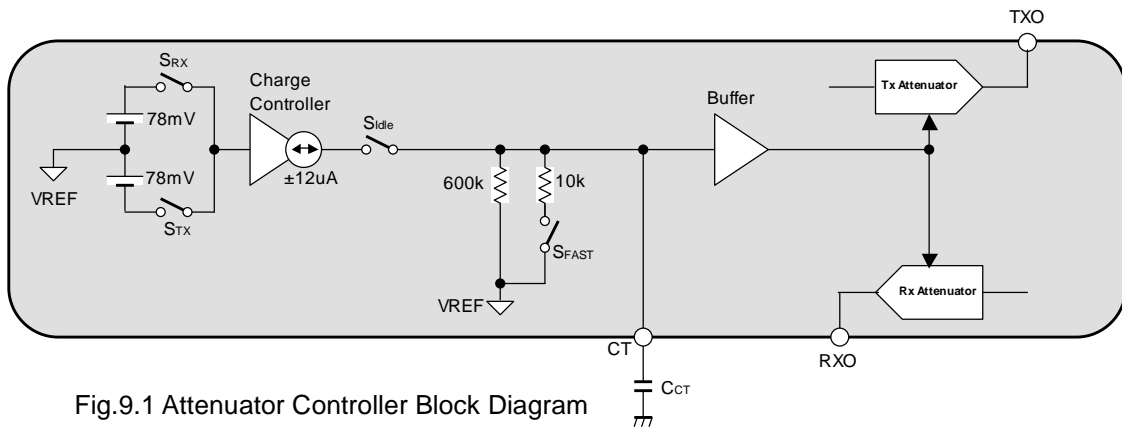 TXO
SRX
Charge
Controller
Tx Attenuator
Buffer
78mV
SIdle
VREF
78mV
±12uA
600k
10k
STX
SFAST
VREF
Rx Attenuator
CT
RXO
CCT
Fig.9.1 Attenuator Controller Block Diagram